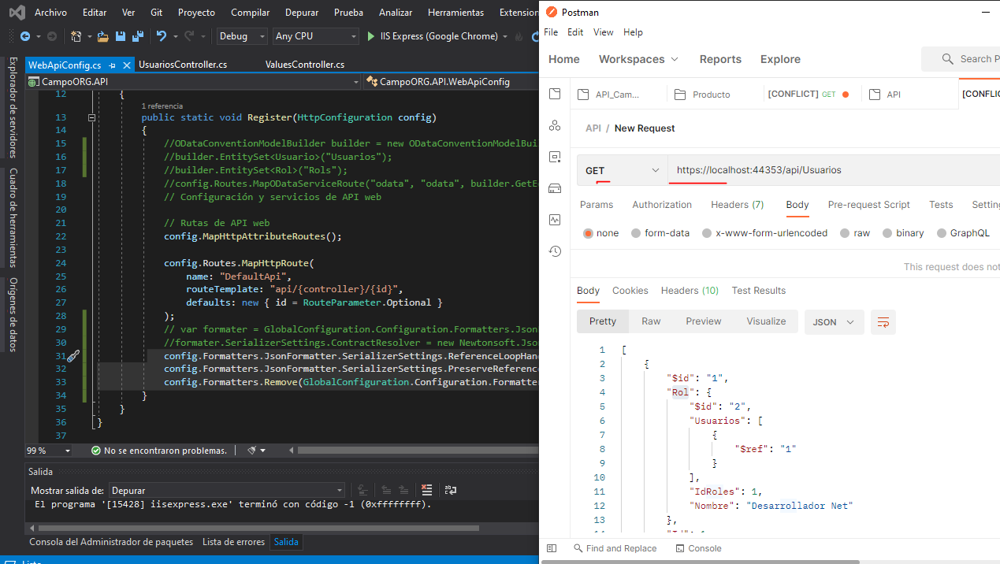 Archivo Editar Ver Git Proyecto Compilar Depurar Prueba Analizar Herramientas Extension
Debug Any CPU IIS Express (Google Chrome)
WebApiConfig.cs UsuariosController.cs ValuesController.cs
CampoORG.API CampoORG.API.WebApiConfig
Explorador de servidores
Cuadro de herramientas
Orígenes de datos
12 {
1 referencia
13 public static void Register(HttpConfiguration config)
14 {
15 //ODataConventionModelBuilder builder = new ODataConventionModelBui
16 //builder.EntitySet<Usuario>("Usuarios");
17 //builder.EntitySet<Rol>("Rols");
18 //config.Routes.MapODataServiceRoute("odata", "odata", builder.GetE
19 // Configuración y servicios de API web
20
21 // Rutas de API web
22 config.MapHttpAttributeRoutes();
23
24 config.Routes.MapHttpRoute(
25 name: "DefaultApi",
26 routeTemplate: "api/{controller}/{id}",
27 defaults: new { id = RouteParameter.Optional }
28 );
29 // var formater = GlobalConfiguration.Configuration.Formatters.Json
30 //formater.SerializerSettings.ContractResolver = new Newtonsoft.Jso
31 config.Formatters.JsonFormatter.SerializerSettings.ReferenceLoopHan
32 config.Formatters.JsonFormatter.SerializerSettings.PreserveReferenc
33 config.Formatters.Remove(GlobalConfiguration.Configuration.Formatte
34 }
35 }
36 }
37
99 % No se encontraron problemas.
Salida
Mostrar salida de: Depurar
El programa '[15428] iisexpress.exe' terminó con código -1 (0xffffffff).
Consola del Administrador de paquetes Lista de errores Salida
Listo
Postman
File Edit View Help
Home Workspaces Reports Explore Search P
API_Cam... Producto [CONFLICT] GET API [CONFLIC
API / New Request
GET https://localhost:44353/api/Usuarios
Params Authorization Headers (7) Body Pre-request Script Tests Setting
none form-data x-www-form-urlencoded raw binary GraphQL
This request does not
Body Cookies Headers (10) Test Results
Pretty Raw Preview Visualize JSON
1 [
2 {
3 "$id": "1",
4 "Rol": {
5 "$id": "2",
6 "Usuarios": [
7 {
8 "$ref": "1"
9 }
10 ],
11 "IdRoles": 1,
12 "Nombre": "Desarrollador Net"
13 },
Find and Replace Console